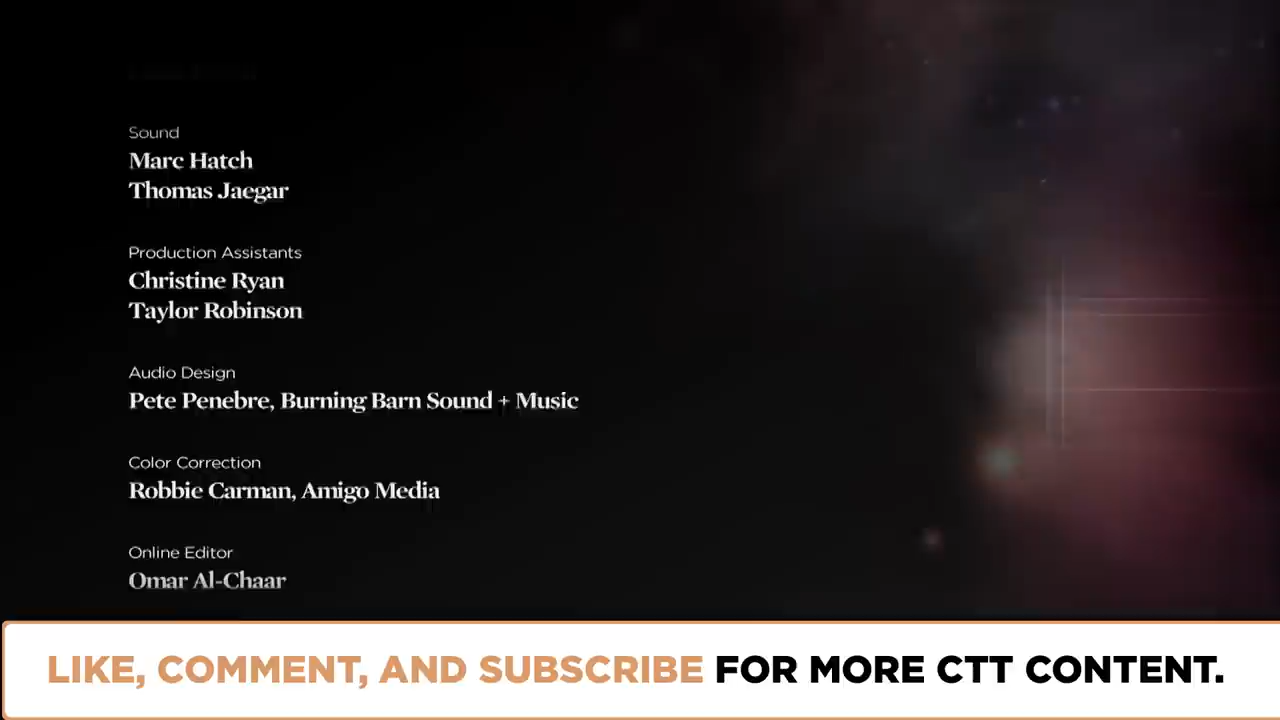 Sound
Marc Hatch
Thomas Jaegar
Production Assistants
Christine Ryan
Taylor Robinson
Audio Design
Pete Penebre, Burning Barn Sound + Music
Color Correction
Robbie Carman, Amigo Media
Online Editor
Omar Al-Chaar
LIKE, COMMENT, AND SUBSCRIBE FOR MORE CTT CONTENT.